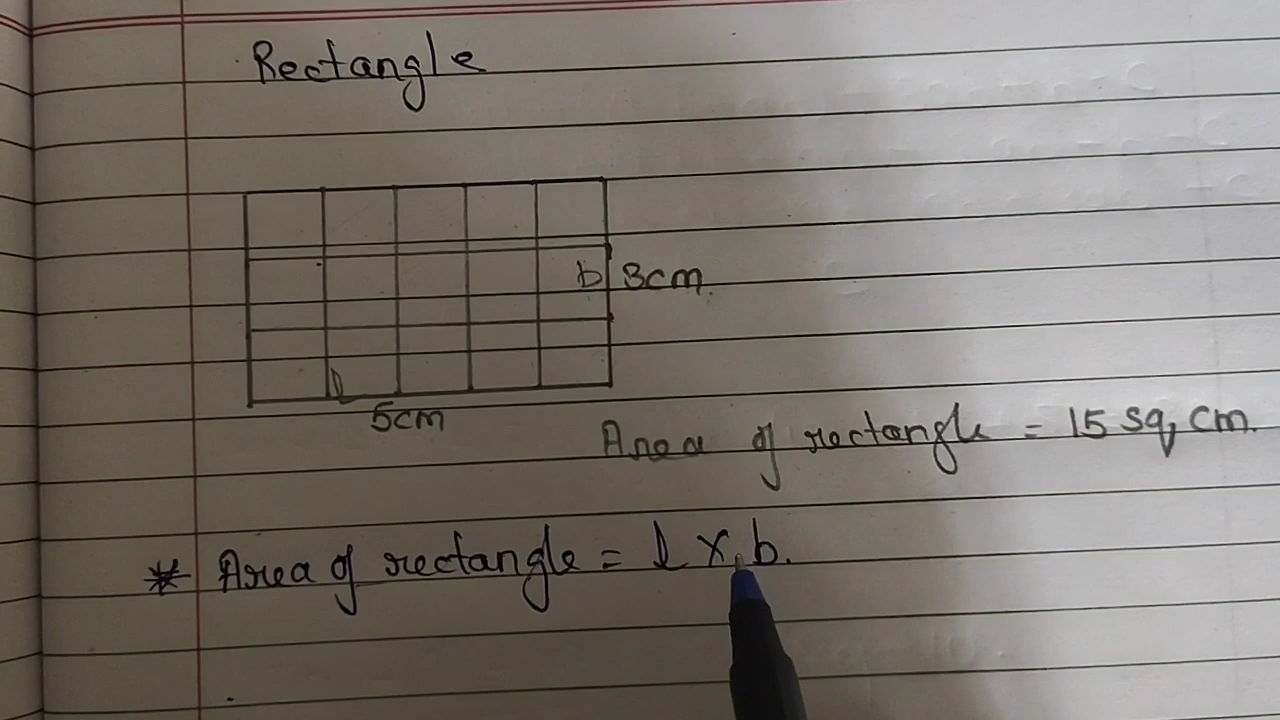 Rectangle
b 3cm.
l
5cm
Area of rectangle = 15 sq, cm.
* Area of rectangle = l x b.